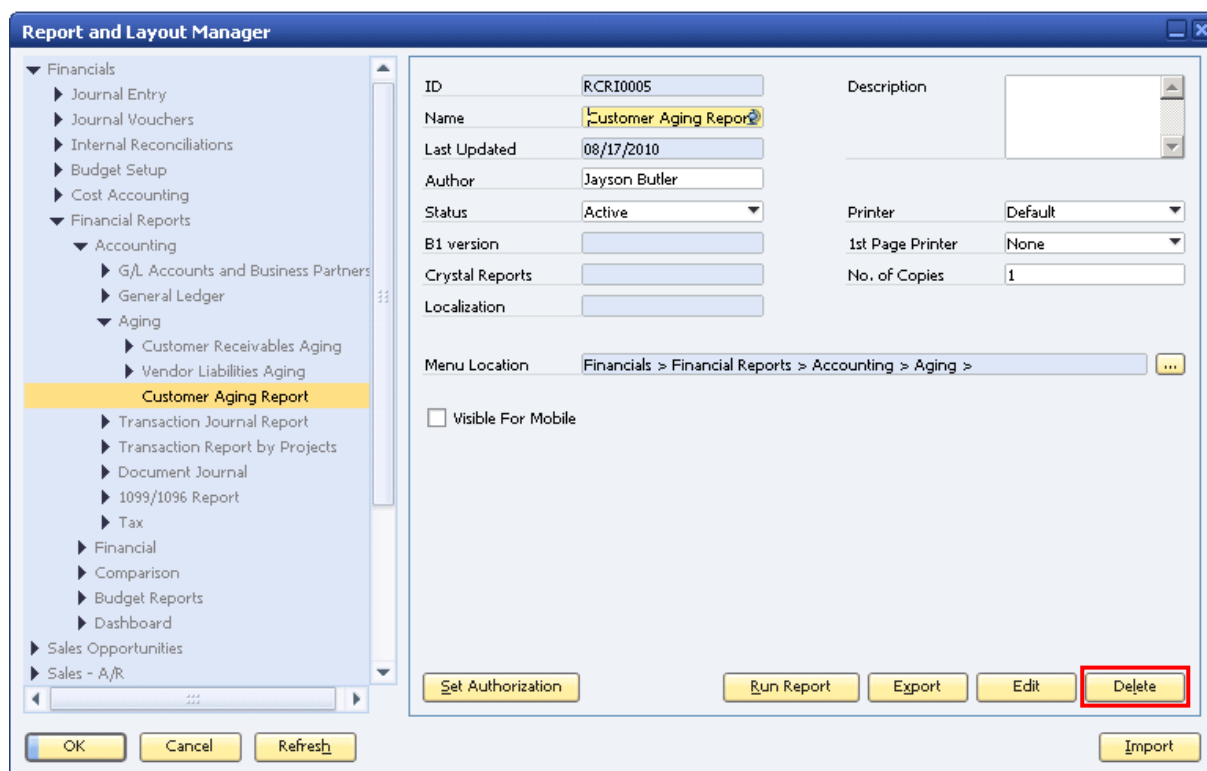 Report and Layout Manager
Financials
Journal Entry
Journal Vouchers
Internal Reconciliations
Budget Setup
Cost Accounting
Financial Reports
Accounting
G/L Accounts and Business Partners
General Ledger
Aging
Customer Receivables Aging
Vendor Liabilities Aging
Customer Aging Report
Transaction Journal Report
Transaction Report by Projects
Document Journal
1099/1096 Report
Tax
Financial
Comparison
Budget Reports
Dashboard
Sales Opportunities
Sales - A/R
ID RCRI0005
Name Customer Aging Report
Last Updated 08/17/2010
Author Jayson Butler
Status Active
B1 version
Crystal Reports
Localization
Description
Printer Default
1st Page Printer None
No. of Copies 1
Menu Location Financials > Financial Reports > Accounting > Aging >
...
Visible For Mobile
Set Authorization Run Report Export Edit Delete
OK Cancel Refresh Import